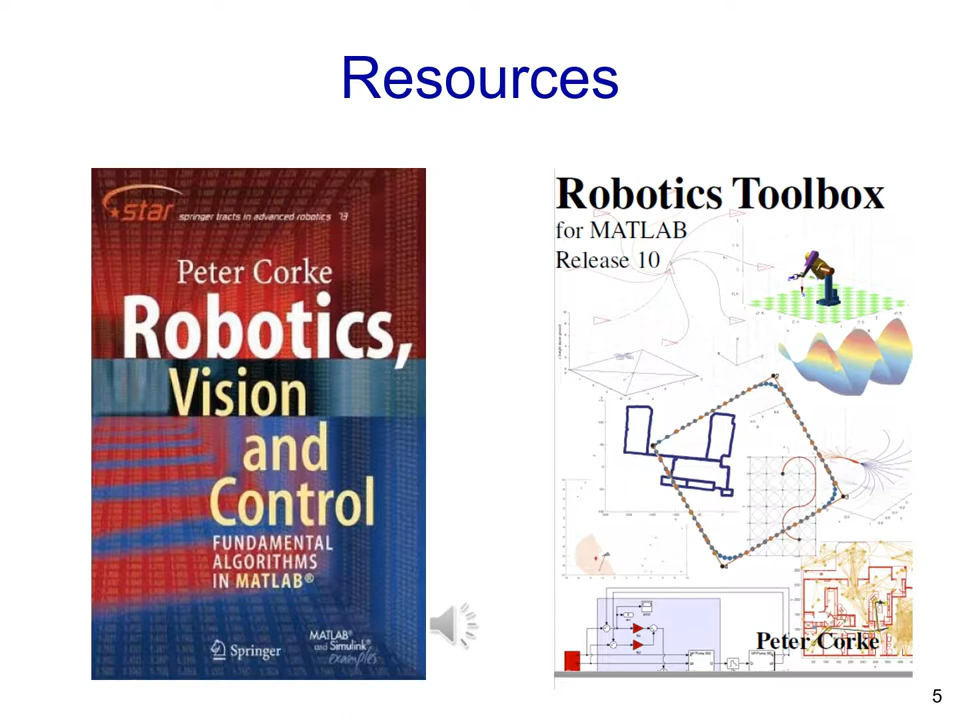 Resources
star springer tracts in advanced robotics 73
Peter Corke
Robotics,
Vision
and
Control
FUNDAMENTAL
ALGORITHMS
IN MATLAB®
Springer
MATLAB®
and Simulink®
examples
Robotics Toolbox
for MATLAB
Release 10
Peter Corke
5